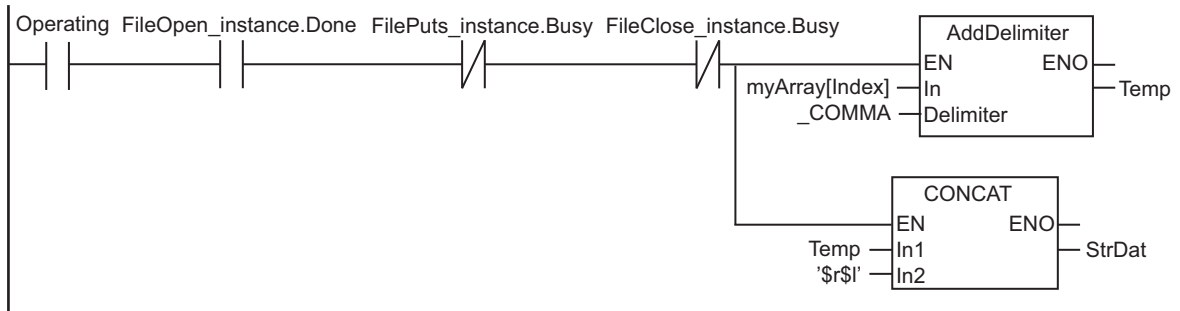 Operating FileOpen_instance.Done FilePuts_instance.Busy FileClose_instance.Busy
AddDelimiter
EN ENO
myArray[Index] In Temp
_COMMA Delimiter
CONCAT
EN ENO
Temp In1 StrDat
'$r$l' In2